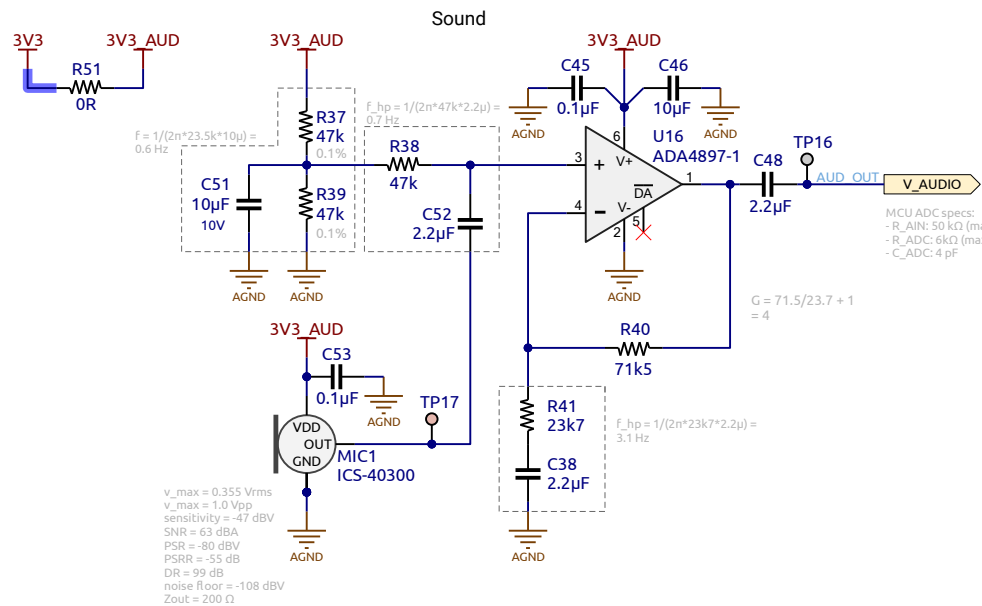 Sound
3V3
3V3_AUD
R51
0R
3V3_AUD
f = 1/(2π*23.5k*10μ) =
0.6 Hz
R37
47k
0.1%
C51
10μF
10V
R39
47k
0.1%
AGND
AGND
f_hp = 1/(2π*47k*2.2μ) =
0.7 Hz
R38
47k
C52
2.2μF
3V3_AUD
C45
0.1μF
AGND
C46
10μF
AGND
U16
ADA4897-1
6
V+
3
+
4
-
DA
V-
5
2
1
AGND
C48
2.2μF
TP16
AUD_OUT
V_AUDIO
MCU ADC specs:
- R_AIN: 50 kΩ (ma
- R_ADC: 6kΩ (max
- C_ADC: 4 pF
G = 71.5/23.7 + 1
= 4
R40
71k5
R41
23k7
C38
2.2μF
AGND
f_hp = 1/(2π*23k7*2.2μ) =
3.1 Hz
3V3_AUD
C53
0.1μF
AGND
TP17
VDD
OUT
GND
MIC1
ICS-40300
AGND
v_max = 0.355 Vrms
v_max = 1.0 Vpp
sensitivity = -47 dBV
SNR = 63 dBA
PSR = -80 dBV
PSRR = -55 dB
DR = 99 dB
noise floor = -108 dBV
Zout = 200 Ω